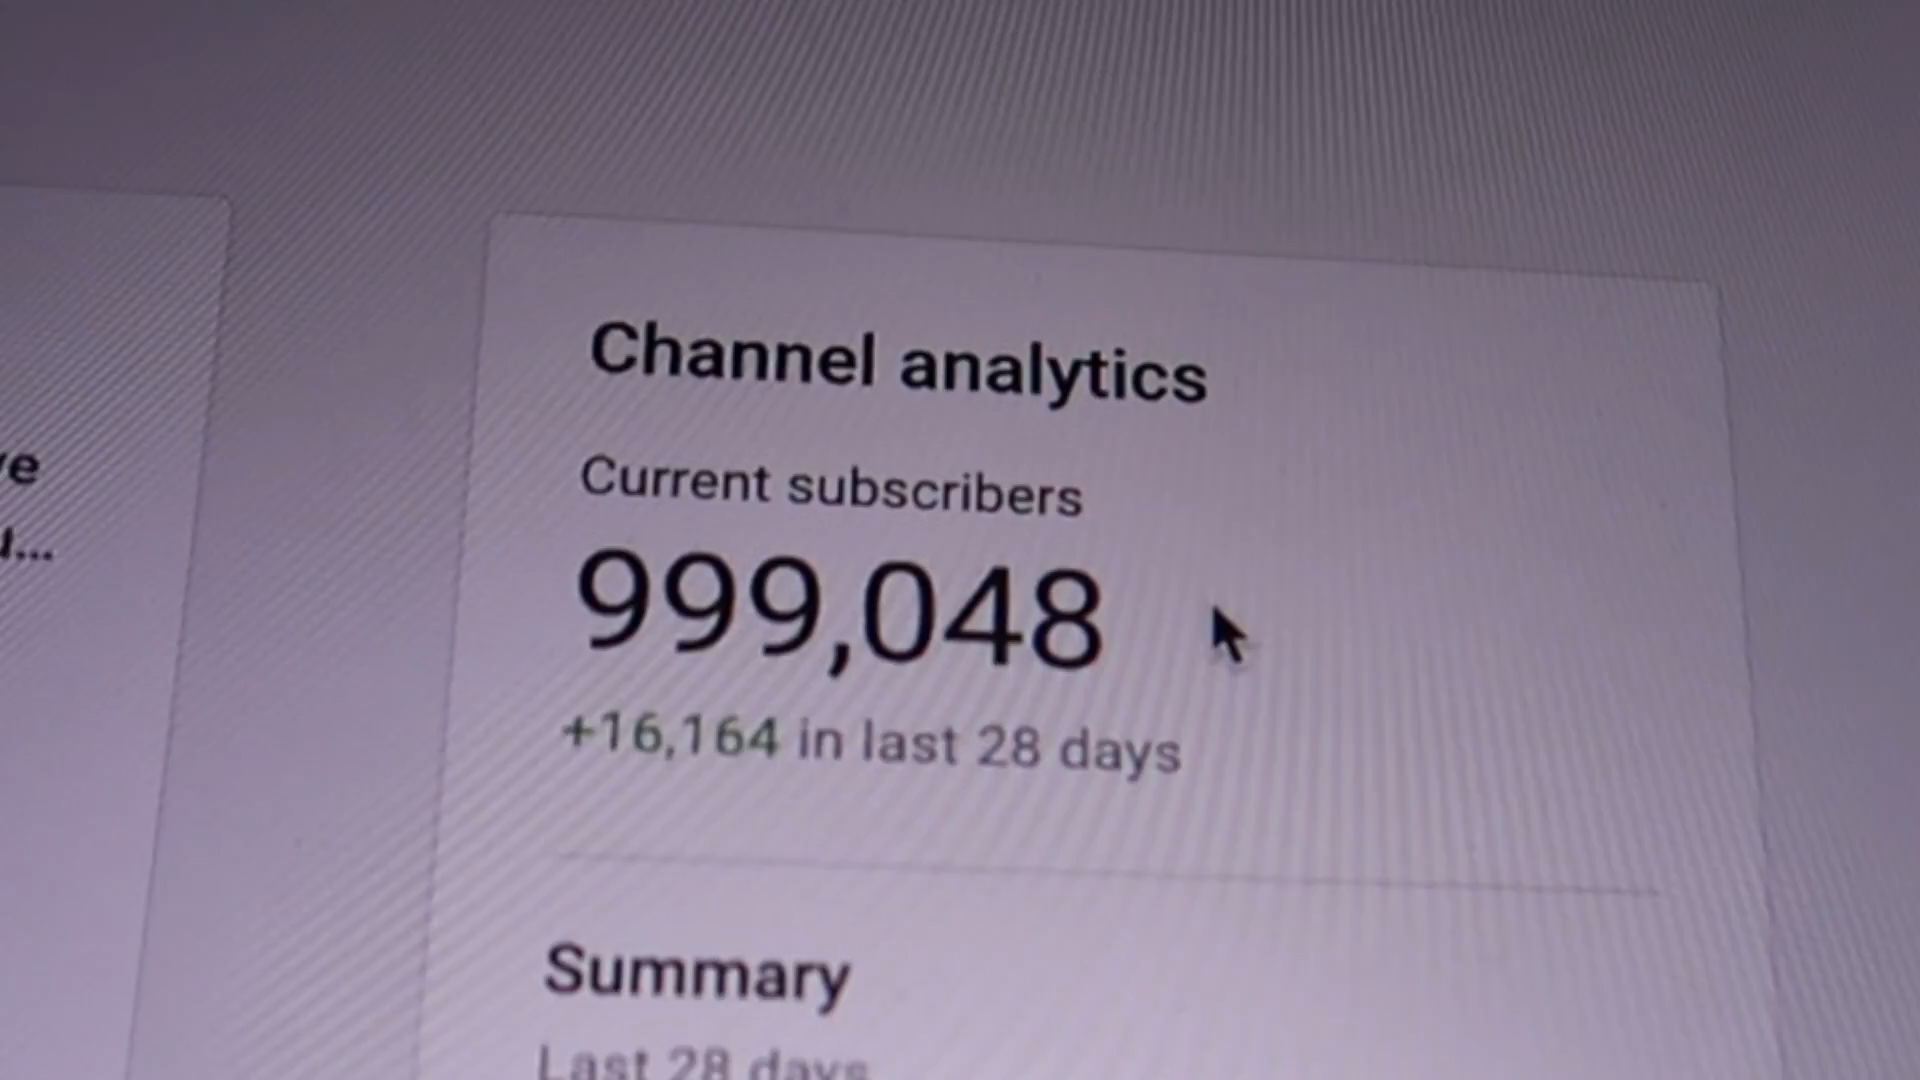 Channel analytics
Current subscribers
999,048
+16,164 in last 28 days
Summary
Last 28 days